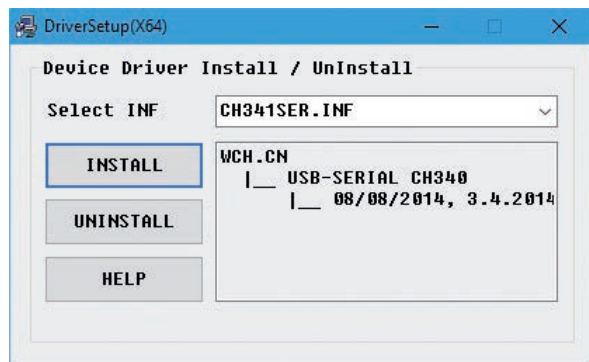 DriverSetup(X64)
Device Driver Install / UnInstall
Select INF
CH341SER.INF
INSTALL
UNINSTALL
HELP
WCH.CN
|__ USB-SERIAL CH340
|__ 08/08/2014, 3.4.2014